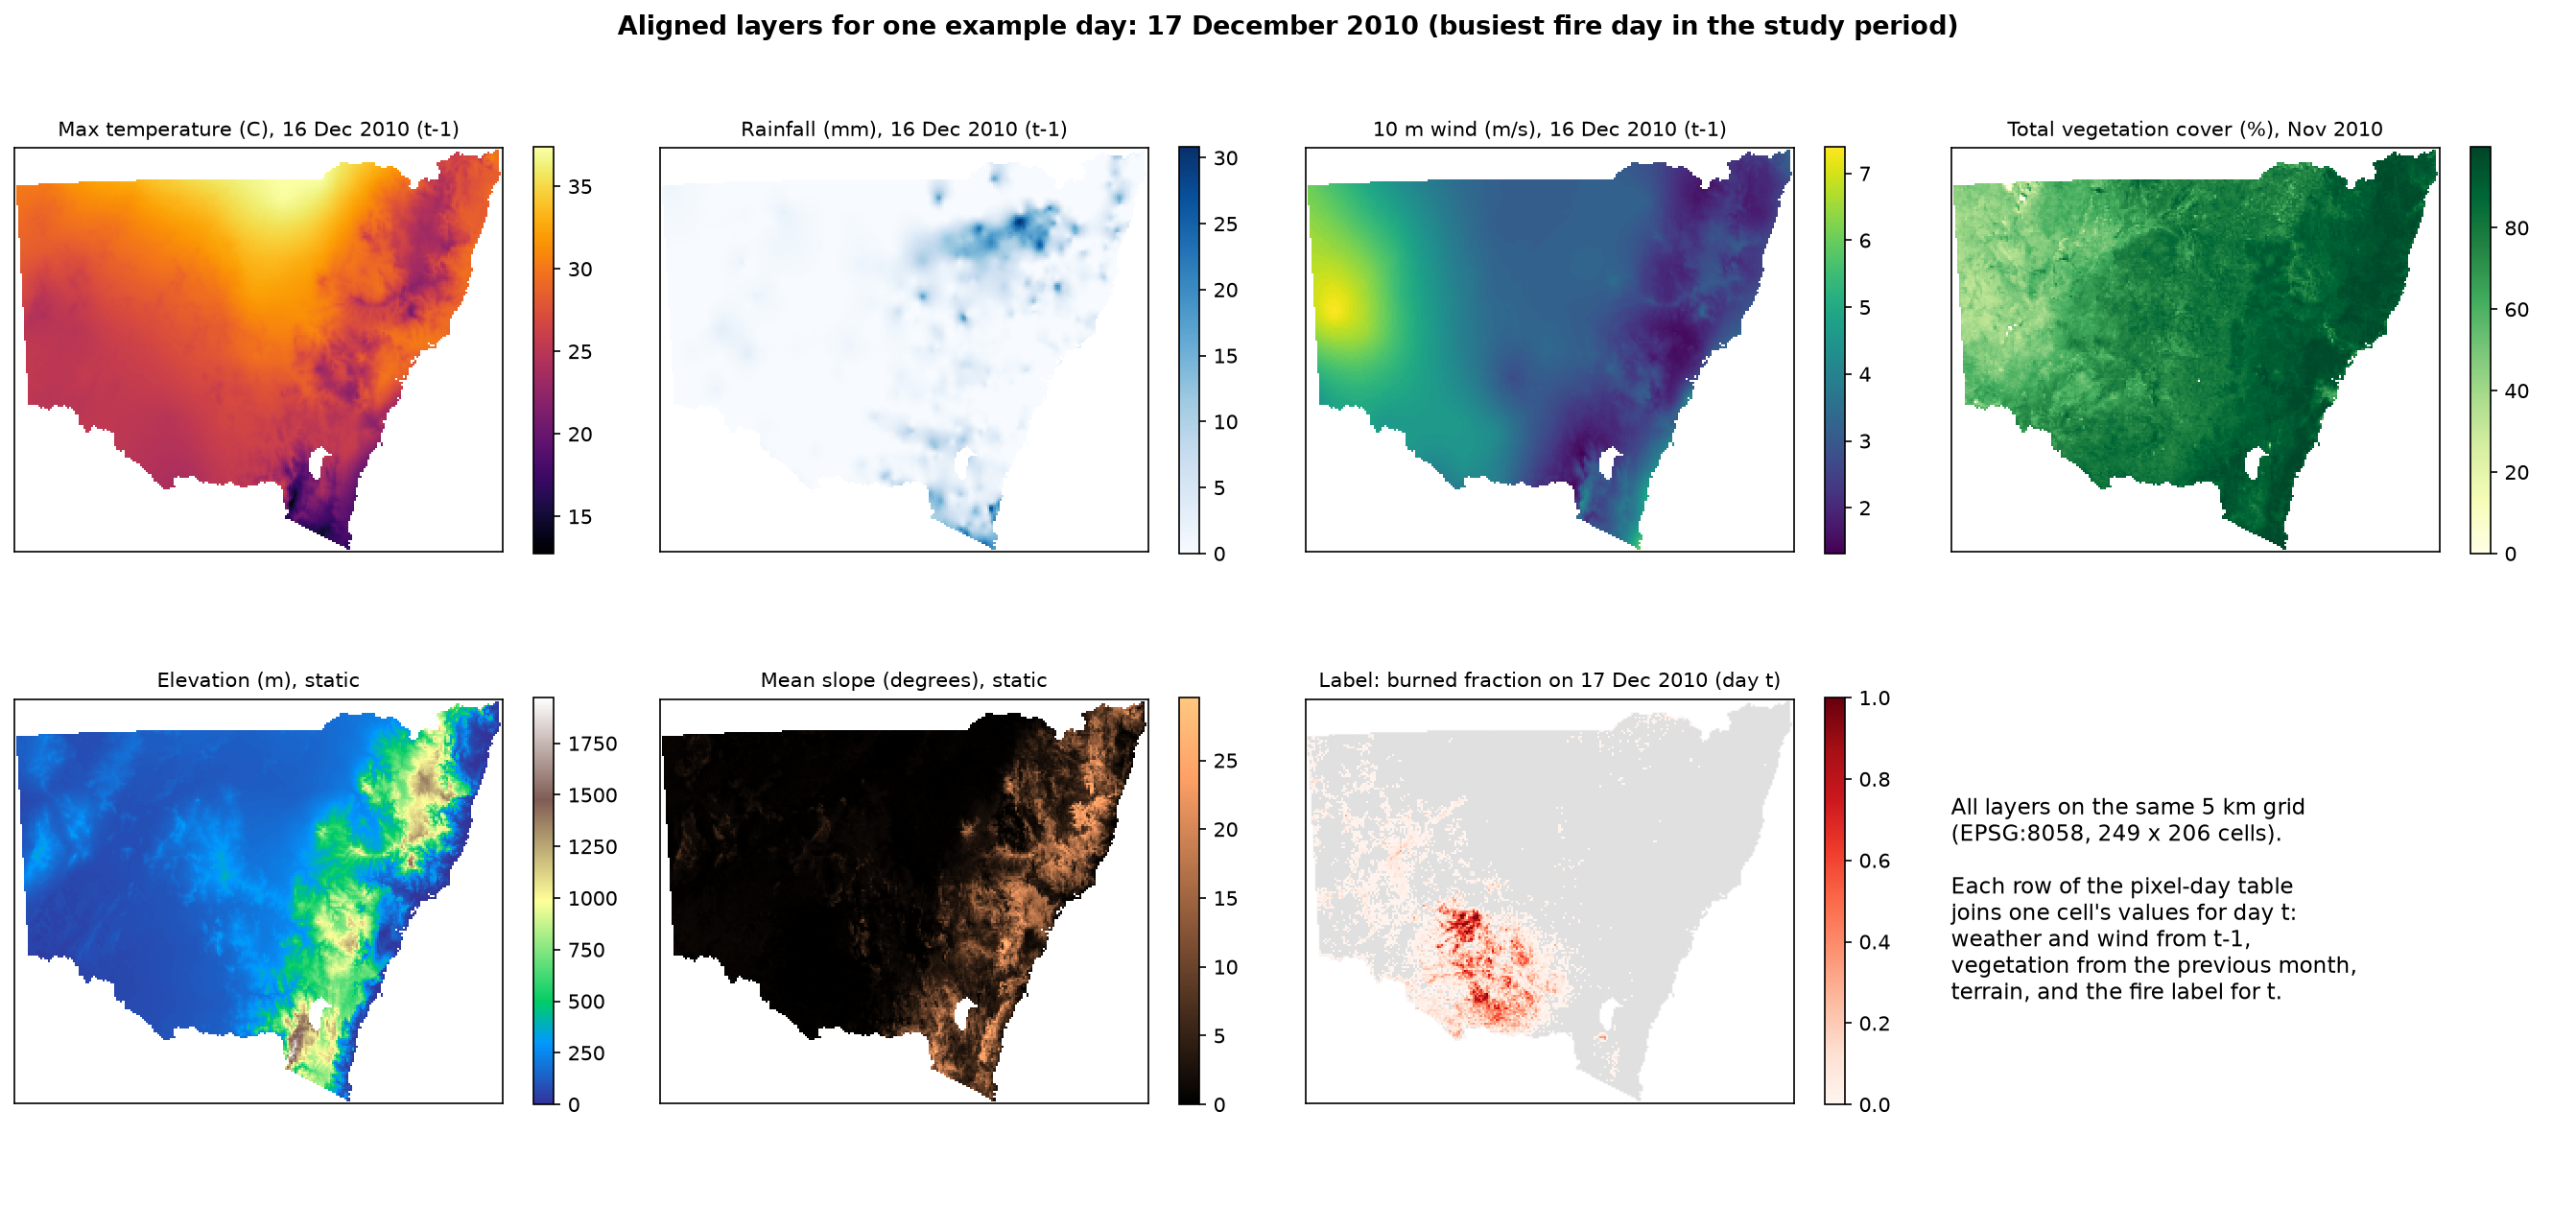 Aligned layers for one example day: 17 December 2010 (busiest fire day in the study period)
Max temperature (C), 16 Dec 2010 (t-1)
35
30
25
20
15
Rainfall (mm), 16 Dec 2010 (t-1)
30
25
20
15
10
5
0
10 m wind (m/s), 16 Dec 2010 (t-1)
7
6
5
4
3
2
Total vegetation cover (%), Nov 2010
80
60
40
20
0
Elevation (m), static
1750
1500
1250
1000
750
500
250
0
Mean slope (degrees), static
25
20
15
10
5
0
Label: burned fraction on 17 Dec 2010 (day t)
1.0
0.8
0.6
0.4
0.2
0.0
All layers on the same 5 km grid
(EPSG:8058, 249 x 206 cells).
Each row of the pixel-day table
joins one cell's values for day t:
weather and wind from t-1,
vegetation from the previous month,
terrain, and the fire label for t.